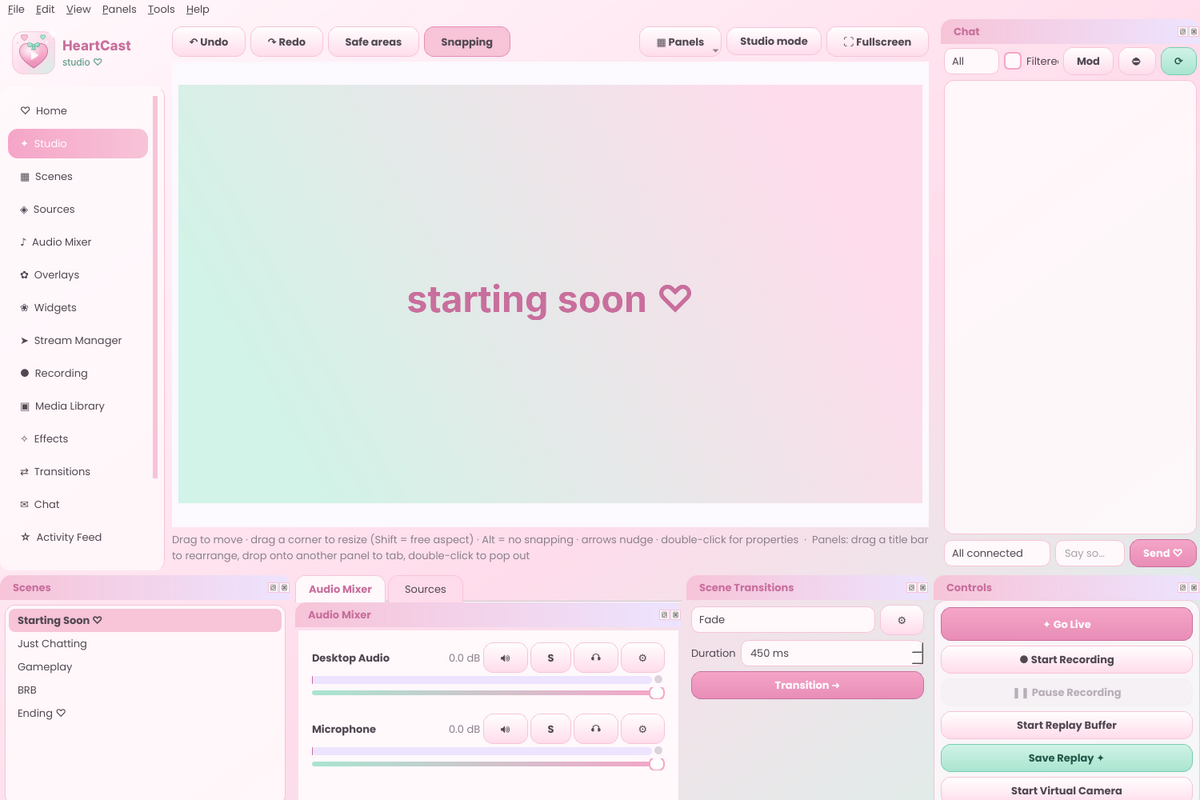 File Edit View Panels Tools Help
HeartCast
studio ♡
♡ Home
✦ Studio
▦ Scenes
◈ Sources
♪ Audio Mixer
✿ Overlays
❀ Widgets
➤ Stream Manager
● Recording
▣ Media Library
✧ Effects
⇄ Transitions
✉ Chat
☆ Activity Feed
↶ Undo ↷ Redo Safe areas Snapping ▦ Panels Studio mode ⛶ Fullscreen
starting soon ♡
Drag to move · drag a corner to resize (Shift = free aspect) · Alt = no snapping · arrows nudge · double-click for properties · Panels: drag a title bar
to rearrange, drop onto another panel to tab, double-click to pop out
Chat
All Filtere Mod
All connected Say so... Send ♡
Scenes
Starting Soon ♡
Just Chatting
Gameplay
BRB
Ending ♡
Audio Mixer Sources
Audio Mixer
Desktop Audio 0.0 dB S
Microphone 0.0 dB S
Scene Transitions
Fade
Duration 450 ms
Transition →
Controls
✦ Go Live
● Start Recording
❚❚ Pause Recording
Start Replay Buffer
Save Replay ✦
Start Virtual Camera